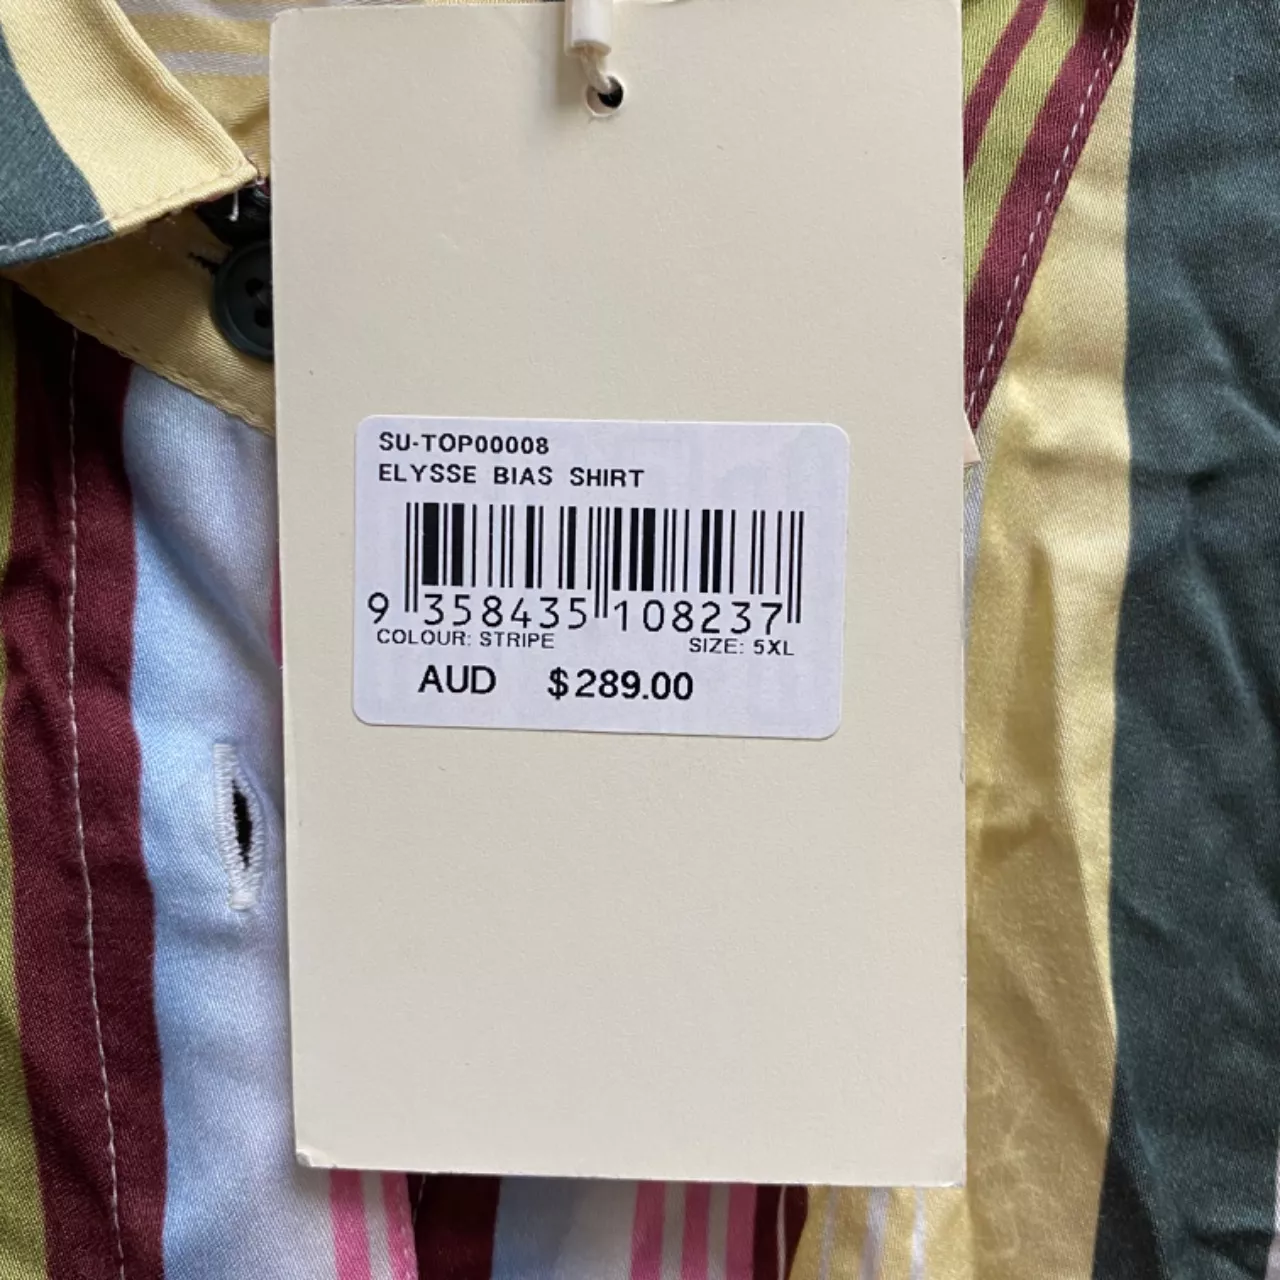 SU-TOP00008
ELYSSE BIAS SHIRT
9 358435 108237
COLOUR: STRIPE SIZE: 5XL
AUD $289.00